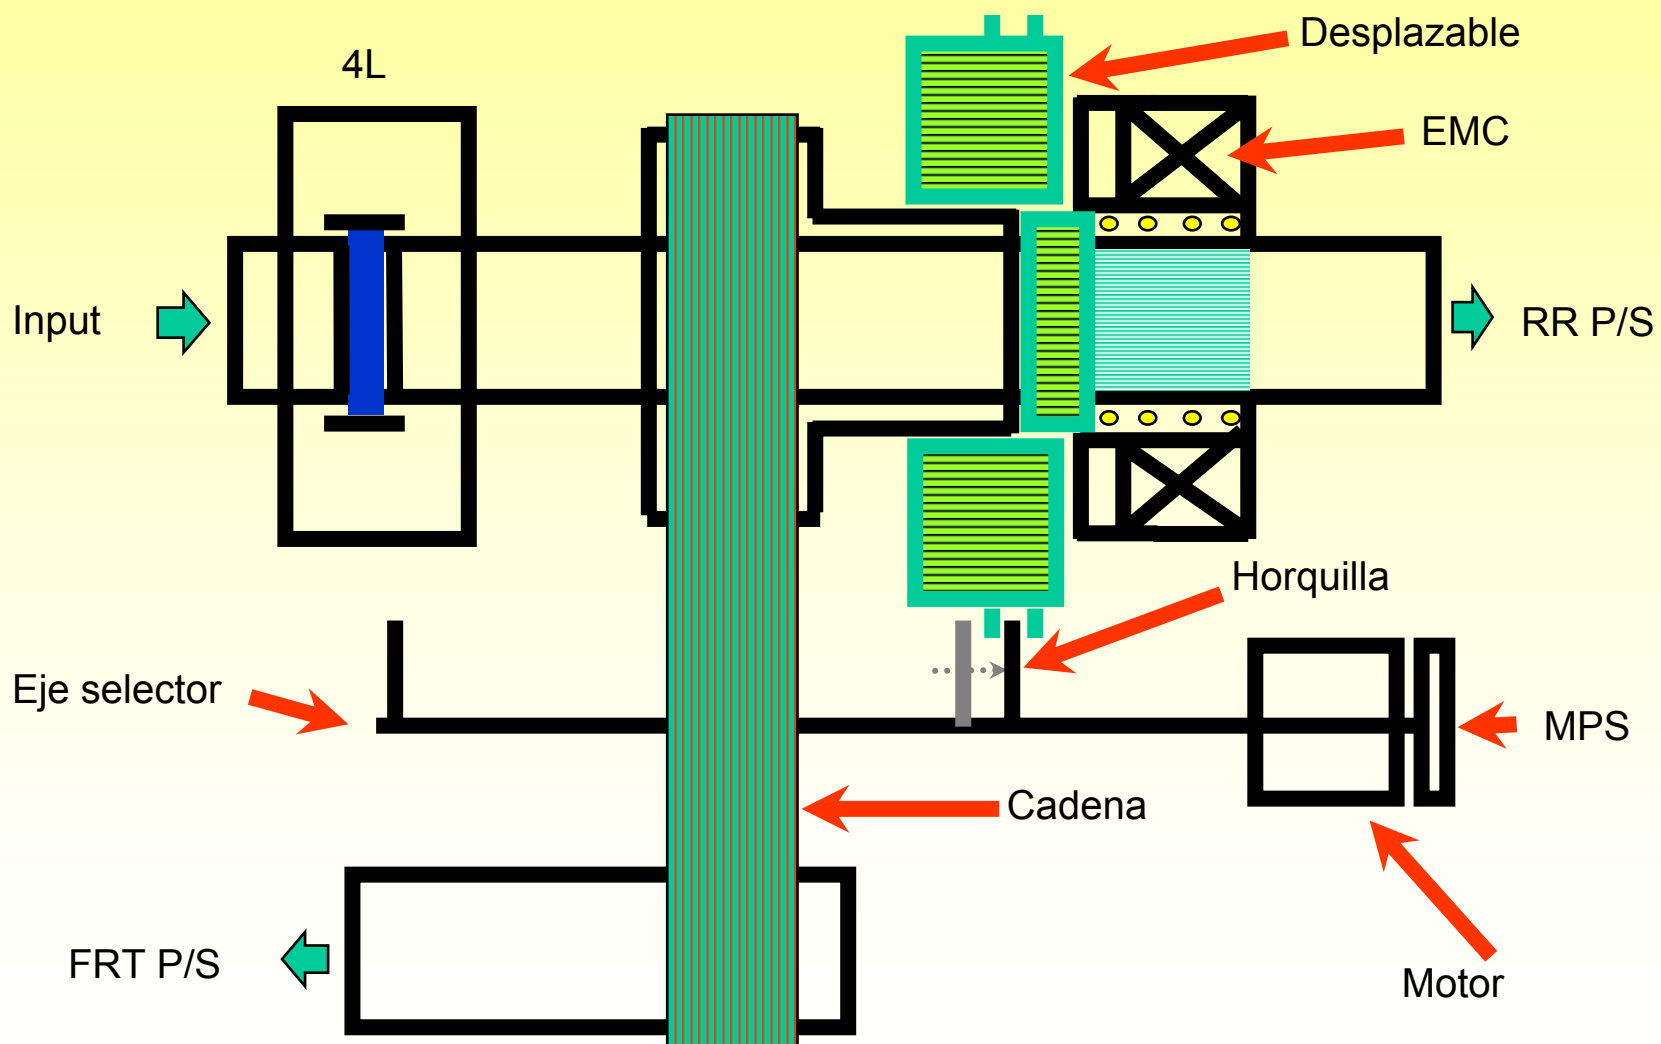 Desplazable
4L
EMC
Input
RR P/S
Horquilla
Eje selector
MPS
Cadena
FRT P/S
Motor